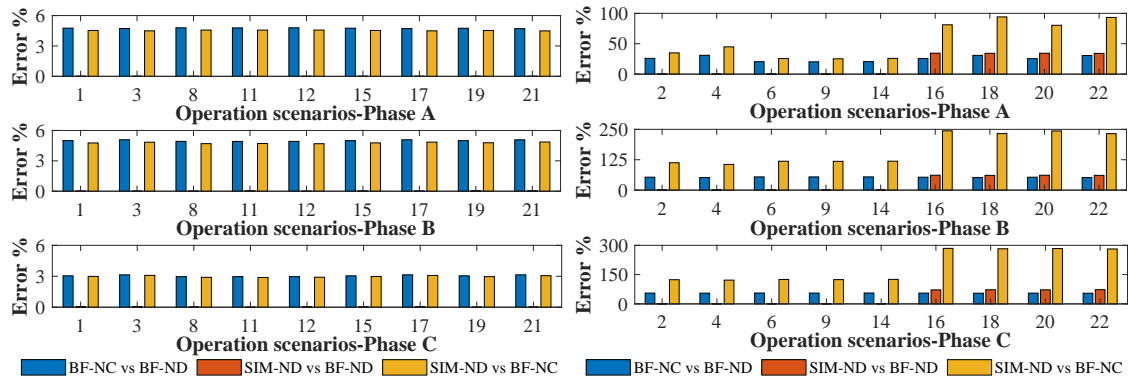 6
3
0
Error %
1 3 8 11 12 15 17 19 21
Operation scenarios-Phase A
6
3
0
Error %
1 3 8 11 12 15 17 19 21
Operation scenarios-Phase B
6
3
0
Error %
1 3 8 11 12 15 17 19 21
Operation scenarios-Phase C
BF-NC vs BF-ND SIM-ND vs BF-ND SIM-ND vs BF-NC
100
50
0
Error %
2 4 6 9 14 16 18 20 22
Operation scenarios-Phase A
250
125
0
Error %
2 4 6 9 14 16 18 20 22
Operation scenarios-Phase B
300
150
0
Error %
2 4 6 9 14 16 18 20 22
Operation scenarios-Phase C
BF-NC vs BF-ND SIM-ND vs BF-ND SIM-ND vs BF-NC